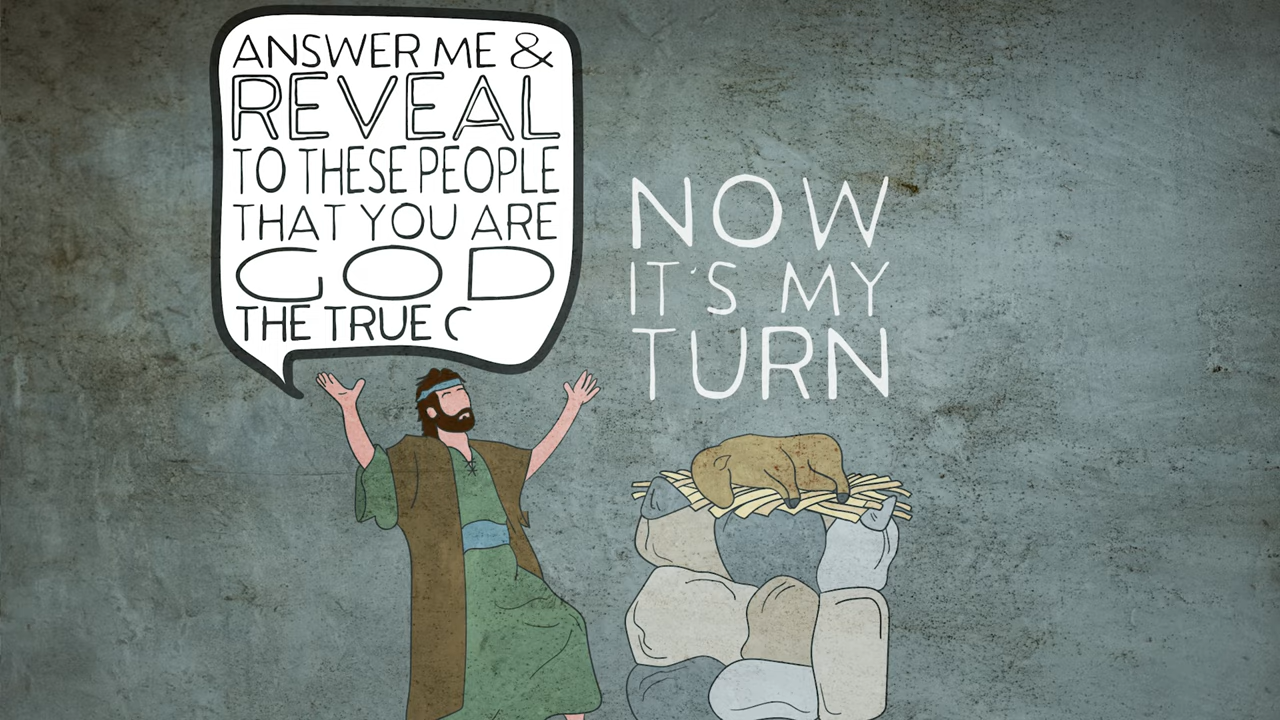 ANSWER ME &
REVEAL
TO THESE PEOPLE
THAT YOU ARE
GOD
THE TRUE
NOW
IT'S MY
TURN